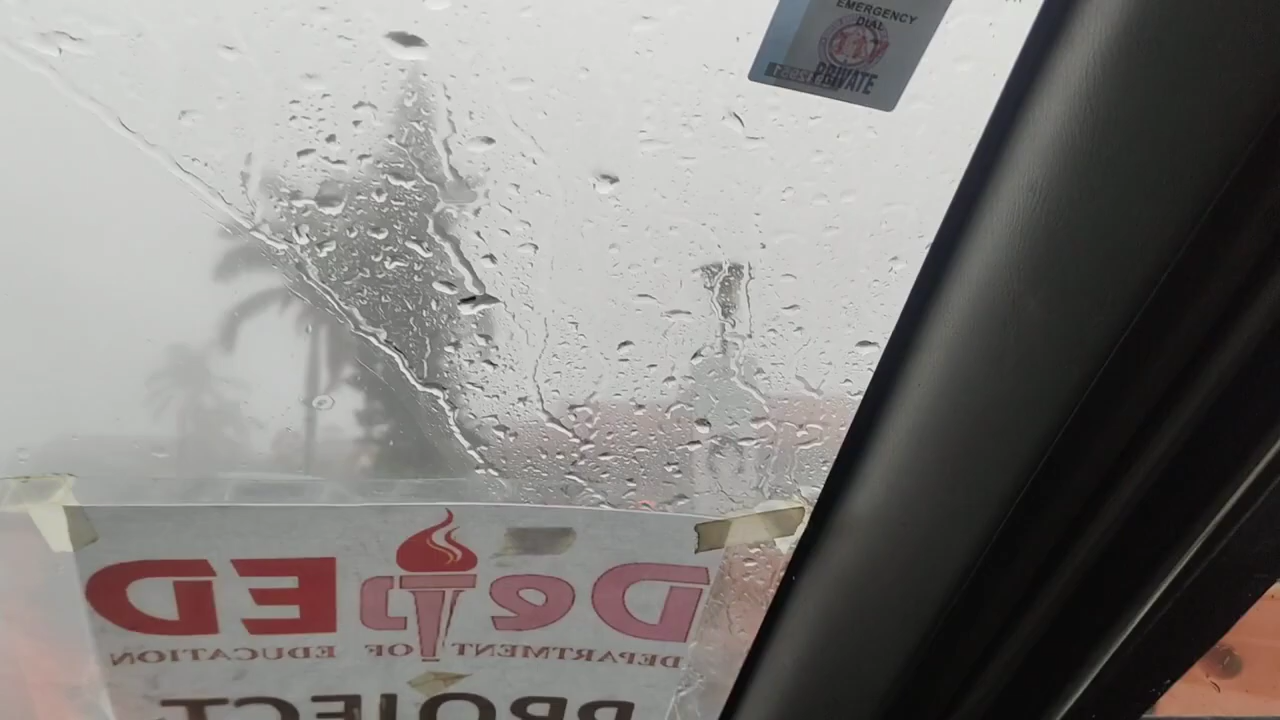 EMERGENCY
DIAL
PRIVATE
DepED
DEPARTMENT OF EDUCATION
PROJECT